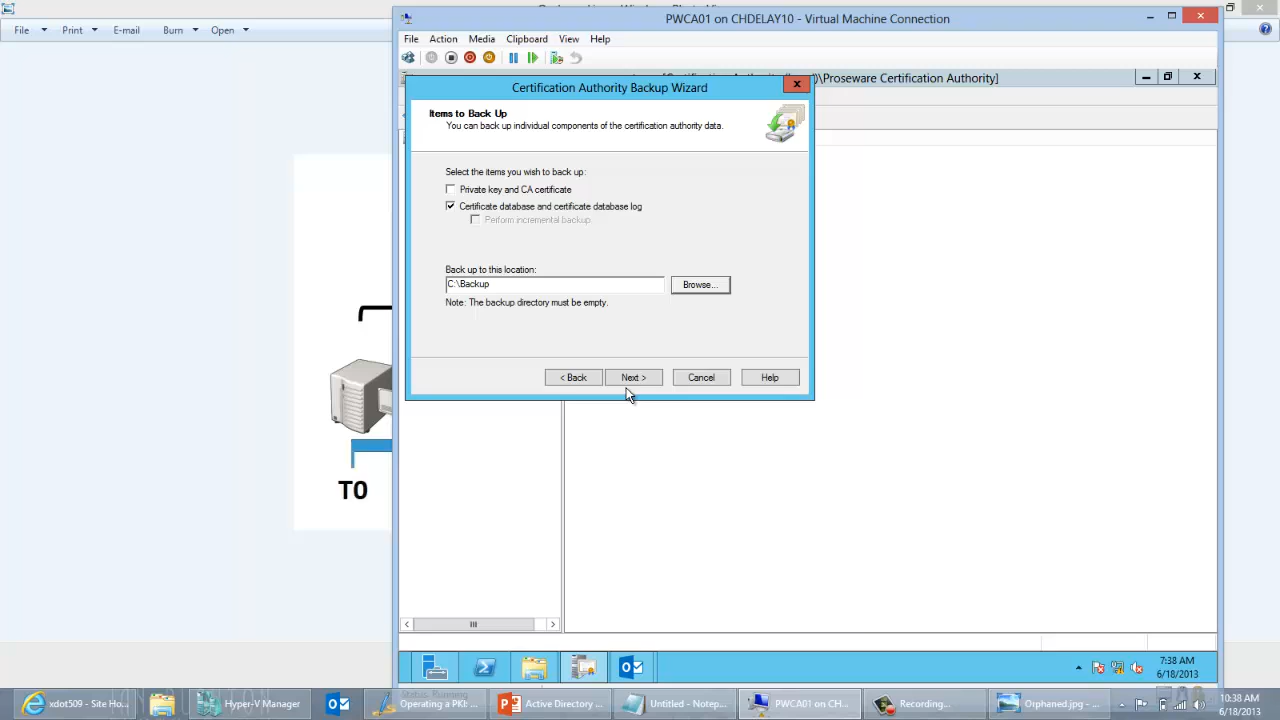 PWCA01 on CHDELAY10 - Virtual Machine Connection
File Print E-mail Burn Open
File Action Media Clipboard View Help
\Proseware Certification Authority]
Certification Authority Backup Wizard
Items to Back Up
You can back up individual components of the certification authority data.
Select the items you wish to back up:
Private key and CA certificate
Certificate database and certificate database log
Perform incremental backup
Back up to this location:
C:\Backup
Browse...
Note: The backup directory must be empty.
< Back Next > Cancel Help
T0
7:38 AM
6/18/2013
Status: Running
xdot509 - Site Ho...
Hyper-V Manager
Operating a PKI:
Active Directory ...
Untitled - Notep...
PWCA01 on CH...
Recording...
Orphaned.jpg - ...
10:38 AM
6/18/2013